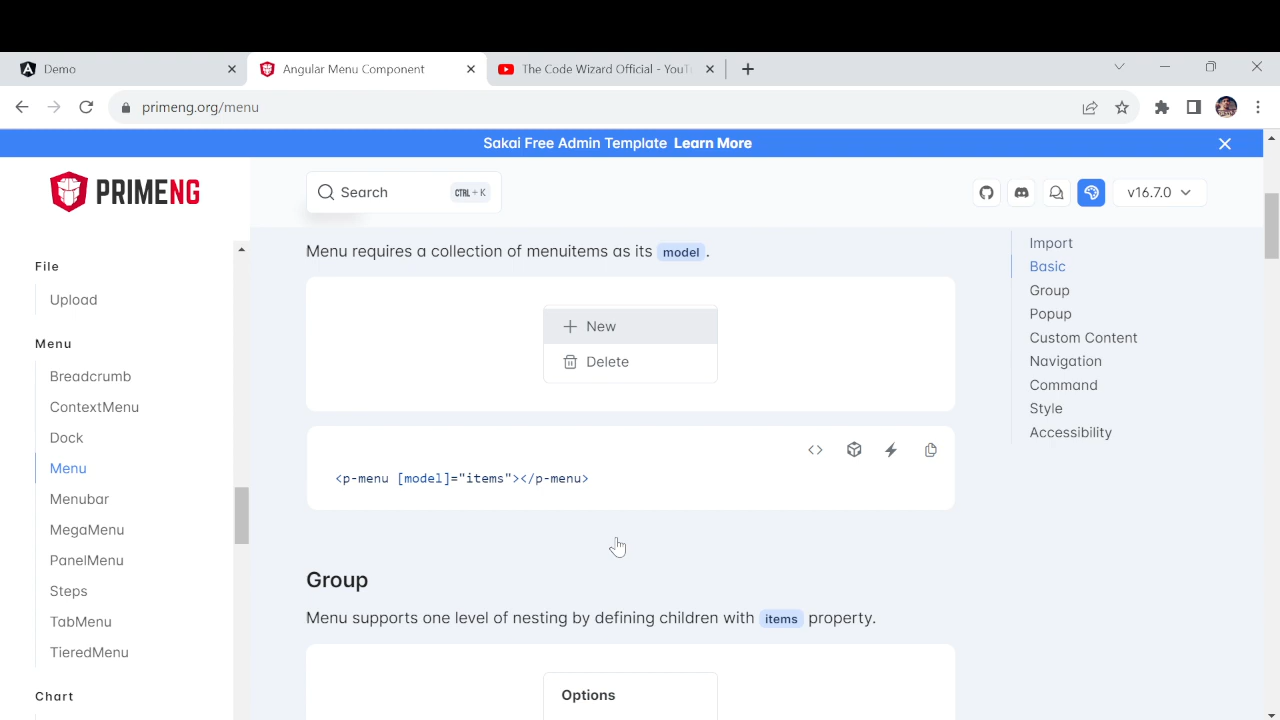 Demo
Angular Menu Component
The Code Wizard Official - YouT
primeng.org/menu
Sakai Free Admin Template Learn More
PRIMENG
Search
CTRL + K
v16.7.0
File
Upload
Menu
Breadcrumb
ContextMenu
Dock
Menu
Menubar
MegaMenu
PanelMenu
Steps
TabMenu
TieredMenu
Chart
Menu requires a collection of menuitems as its model .
New
Delete
<p-menu [model]="items"></p-menu>
Group
Menu supports one level of nesting by defining children with items property.
Options
Import
Basic
Group
Popup
Custom Content
Navigation
Command
Style
Accessibility